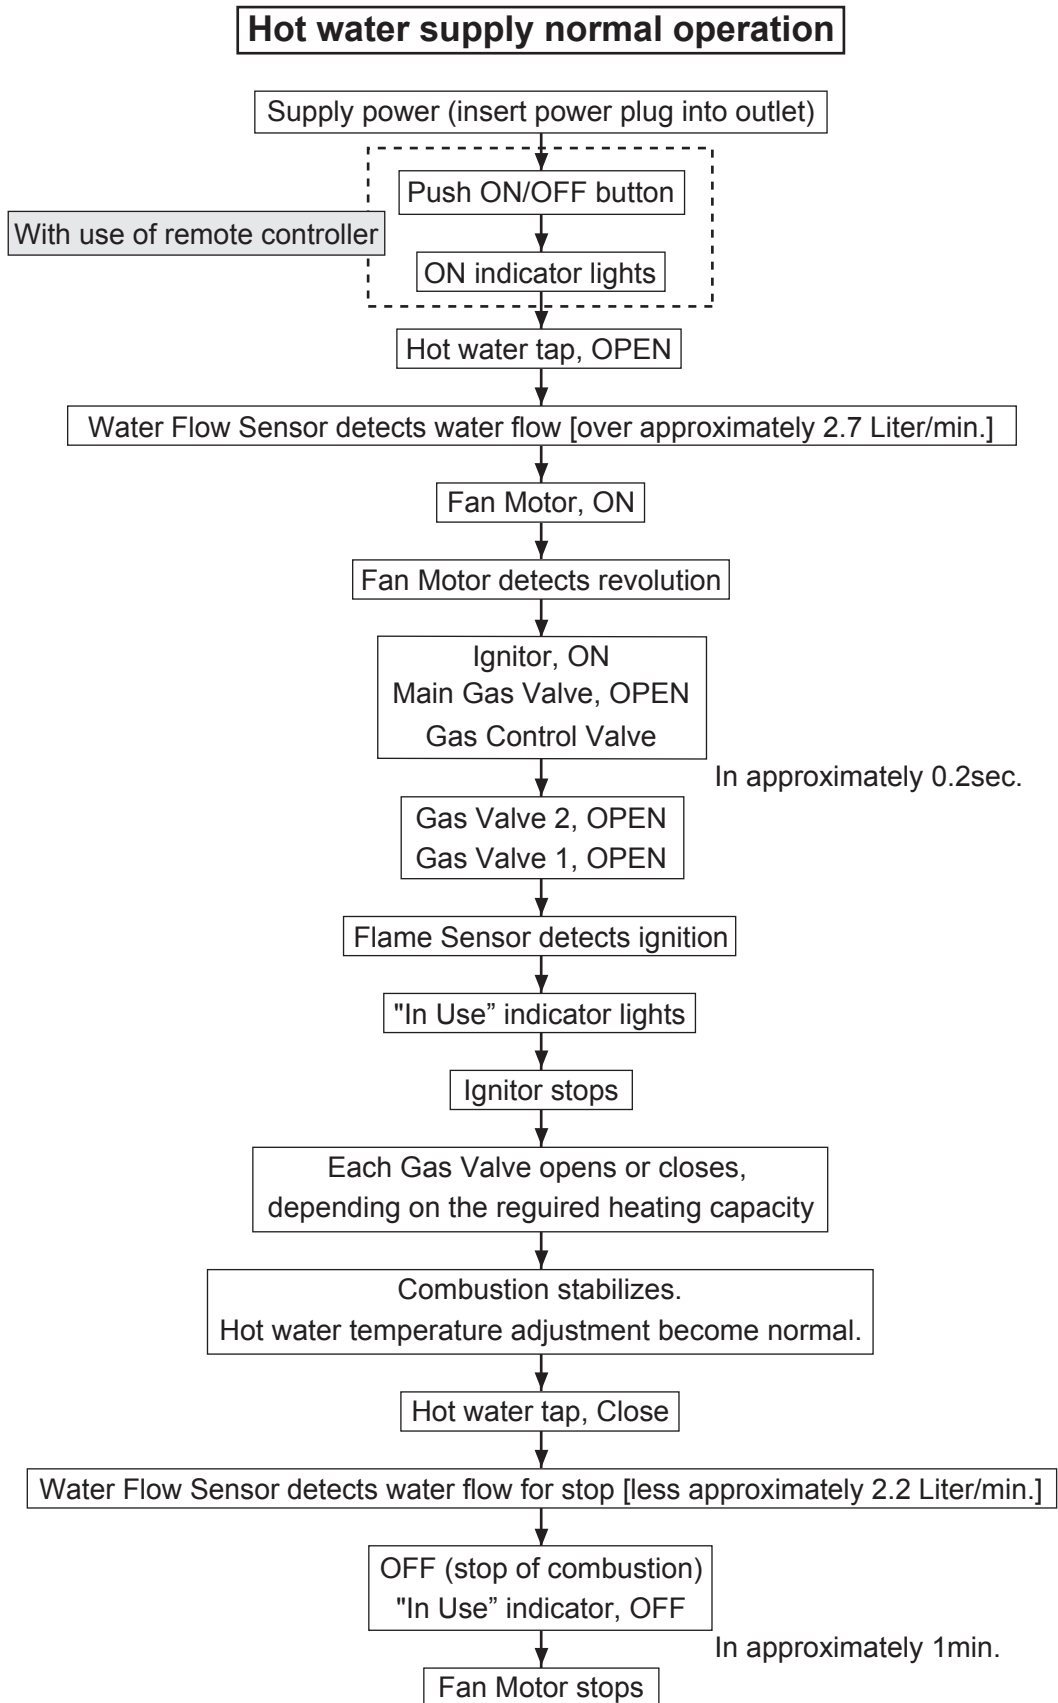 Hot water supply normal operation
Supply power (insert power plug into outlet)
Push ON/OFF button
With use of remote controller
ON indicator lights
Hot water tap, OPEN
Water Flow Sensor detects water flow [over approximately 2.7 Liter/min.]
Fan Motor, ON
Fan Motor detects revolution
Ignitor, ON
Main Gas Valve, OPEN
Gas Control Valve
In approximately 0.2sec.
Gas Valve 2, OPEN
Gas Valve 1, OPEN
Flame Sensor detects ignition
"In Use” indicator lights
Ignitor stops
Each Gas Valve opens or closes,
depending on the reguired heating capacity
Combustion stabilizes.
Hot water temperature adjustment become normal.
Hot water tap, Close
Water Flow Sensor detects water flow for stop [less approximately 2.2 Liter/min.]
OFF (stop of combustion)
"In Use” indicator, OFF
In approximately 1min.
Fan Motor stops